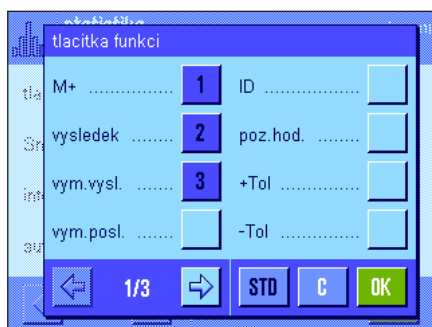 statistika
tlacitka funkci
M+ ............... 1 ID ..................
vysledek ........ 2 poz.hod. .......
vym.vysl. ....... 3 +Tol ...............
vym.posl. ....... -Tol ...............
1/3 STD C OK